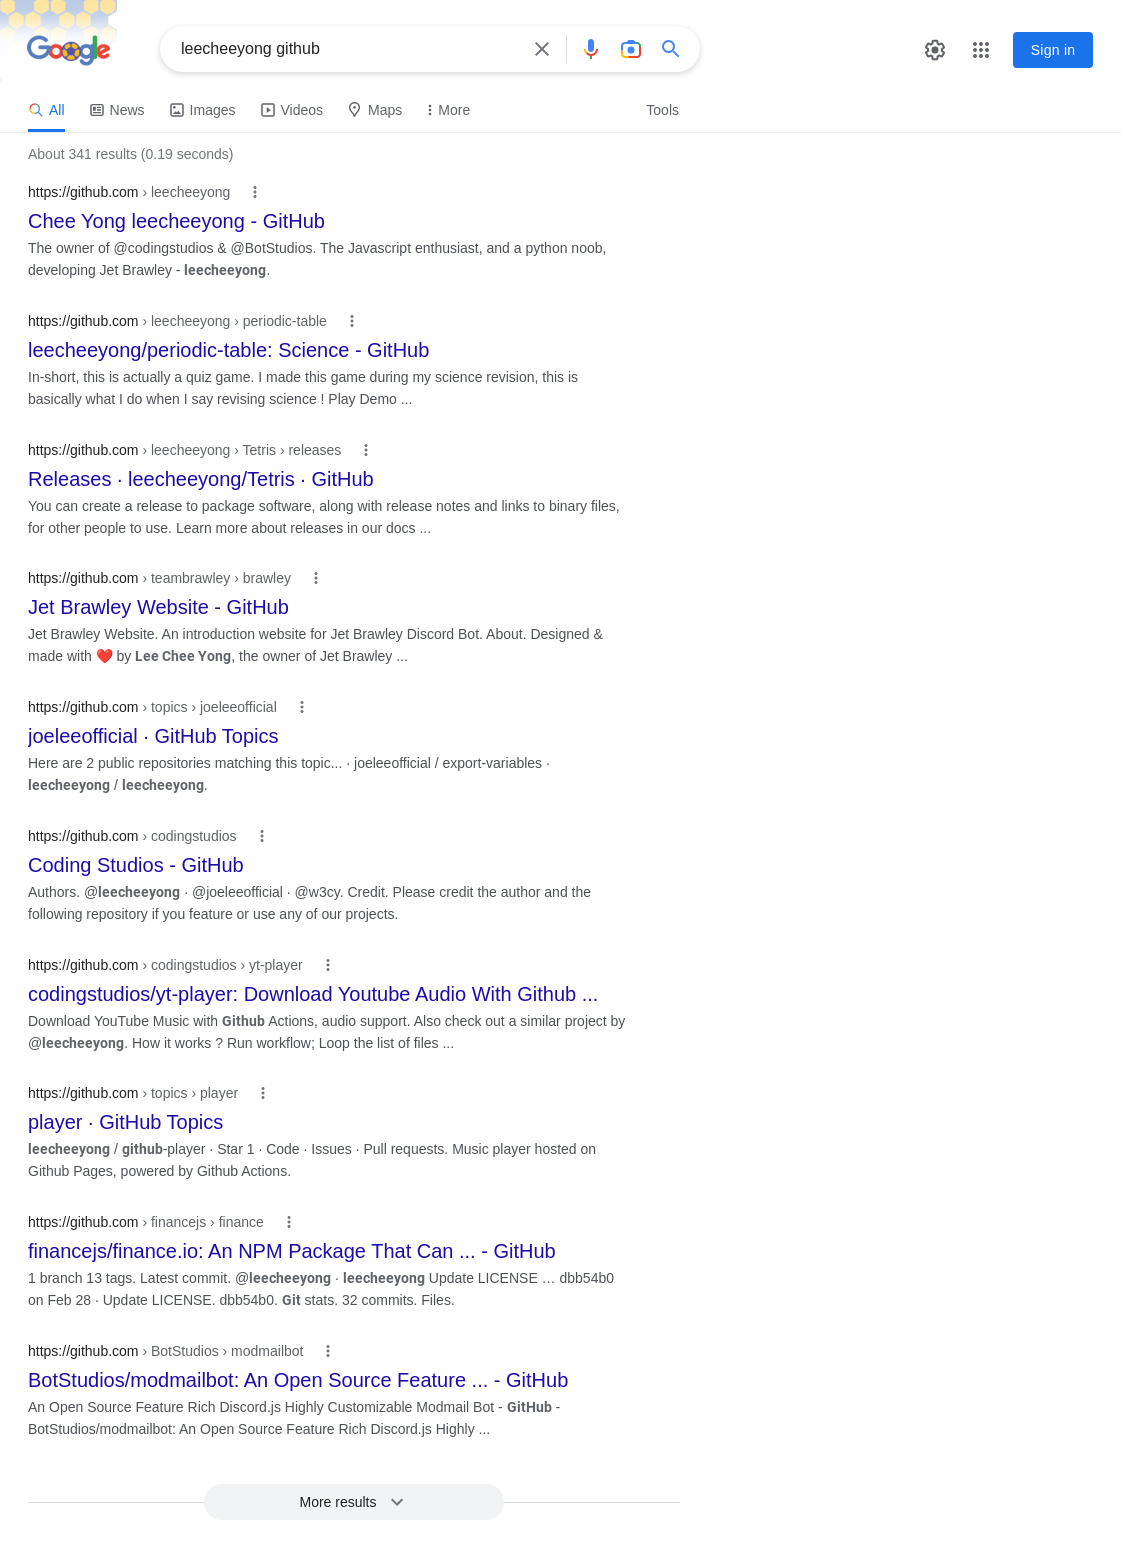 Google
leecheeyong github
Sign in
All News Images Videos Maps More Tools
About 341 results (0.19 seconds)
https://github.com › leecheeyong
Chee Yong leecheeyong - GitHub
The owner of @codingstudios & @BotStudios. The Javascript enthusiast, and a python noob,
developing Jet Brawley - leecheeyong.
https://github.com › leecheeyong › periodic-table
leecheeyong/periodic-table: Science - GitHub
In-short, this is actually a quiz game. I made this game during my science revision, this is
basically what I do when I say revising science ! Play Demo ...
https://github.com › leecheeyong › Tetris › releases
Releases · leecheeyong/Tetris · GitHub
You can create a release to package software, along with release notes and links to binary files,
for other people to use. Learn more about releases in our docs ...
https://github.com › teambrawley › brawley
Jet Brawley Website - GitHub
Jet Brawley Website. An introduction website for Jet Brawley Discord Bot. About. Designed &
made with ❤️ by Lee Chee Yong, the owner of Jet Brawley ...
https://github.com › topics › joeleeofficial
joeleeofficial · GitHub Topics
Here are 2 public repositories matching this topic... · joeleeofficial / export-variables ·
leecheeyong / leecheeyong.
https://github.com › codingstudios
Coding Studios - GitHub
Authors. @leecheeyong · @joeleeofficial · @w3cy. Credit. Please credit the author and the
following repository if you feature or use any of our projects.
https://github.com › codingstudios › yt-player
codingstudios/yt-player: Download Youtube Audio With Github ...
Download YouTube Music with Github Actions, audio support. Also check out a similar project by
@leecheeyong. How it works ? Run workflow; Loop the list of files ...
https://github.com › topics › player
player · GitHub Topics
leecheeyong / github-player · Star 1 · Code · Issues · Pull requests. Music player hosted on
Github Pages, powered by Github Actions.
https://github.com › financejs › finance
financejs/finance.io: An NPM Package That Can ... - GitHub
1 branch 13 tags. Latest commit. @leecheeyong · leecheeyong Update LICENSE … dbb54b0
on Feb 28 · Update LICENSE. dbb54b0. Git stats. 32 commits. Files.
https://github.com › BotStudios › modmailbot
BotStudios/modmailbot: An Open Source Feature ... - GitHub
An Open Source Feature Rich Discord.js Highly Customizable Modmail Bot - GitHub -
BotStudios/modmailbot: An Open Source Feature Rich Discord.js Highly ...
More results